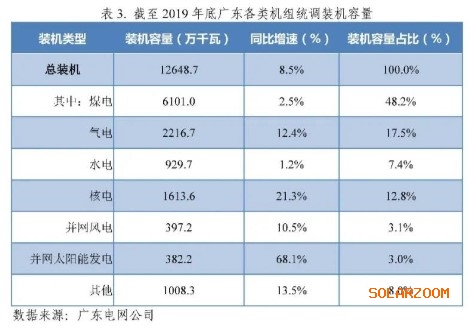 表 3. 截至 2019 年底广东各类机组统调装机容量
装机类型 装机容量（万千瓦） 同比增速（%） 装机容量占比（%）
总装机 12648.7 8.5% 100.0%
其中：煤电 6101.0 2.5% 48.2%
气电 2216.7 12.4% 17.5%
水电 929.7 1.2% 7.4%
核电 1613.6 21.3% 12.8%
并网风电 397.2 10.5% 3.1%
并网太阳能发电 382.2 68.1% 3.0%
其他 1008.3 13.5%
SOLARZOOM
数据来源：广东电网公司